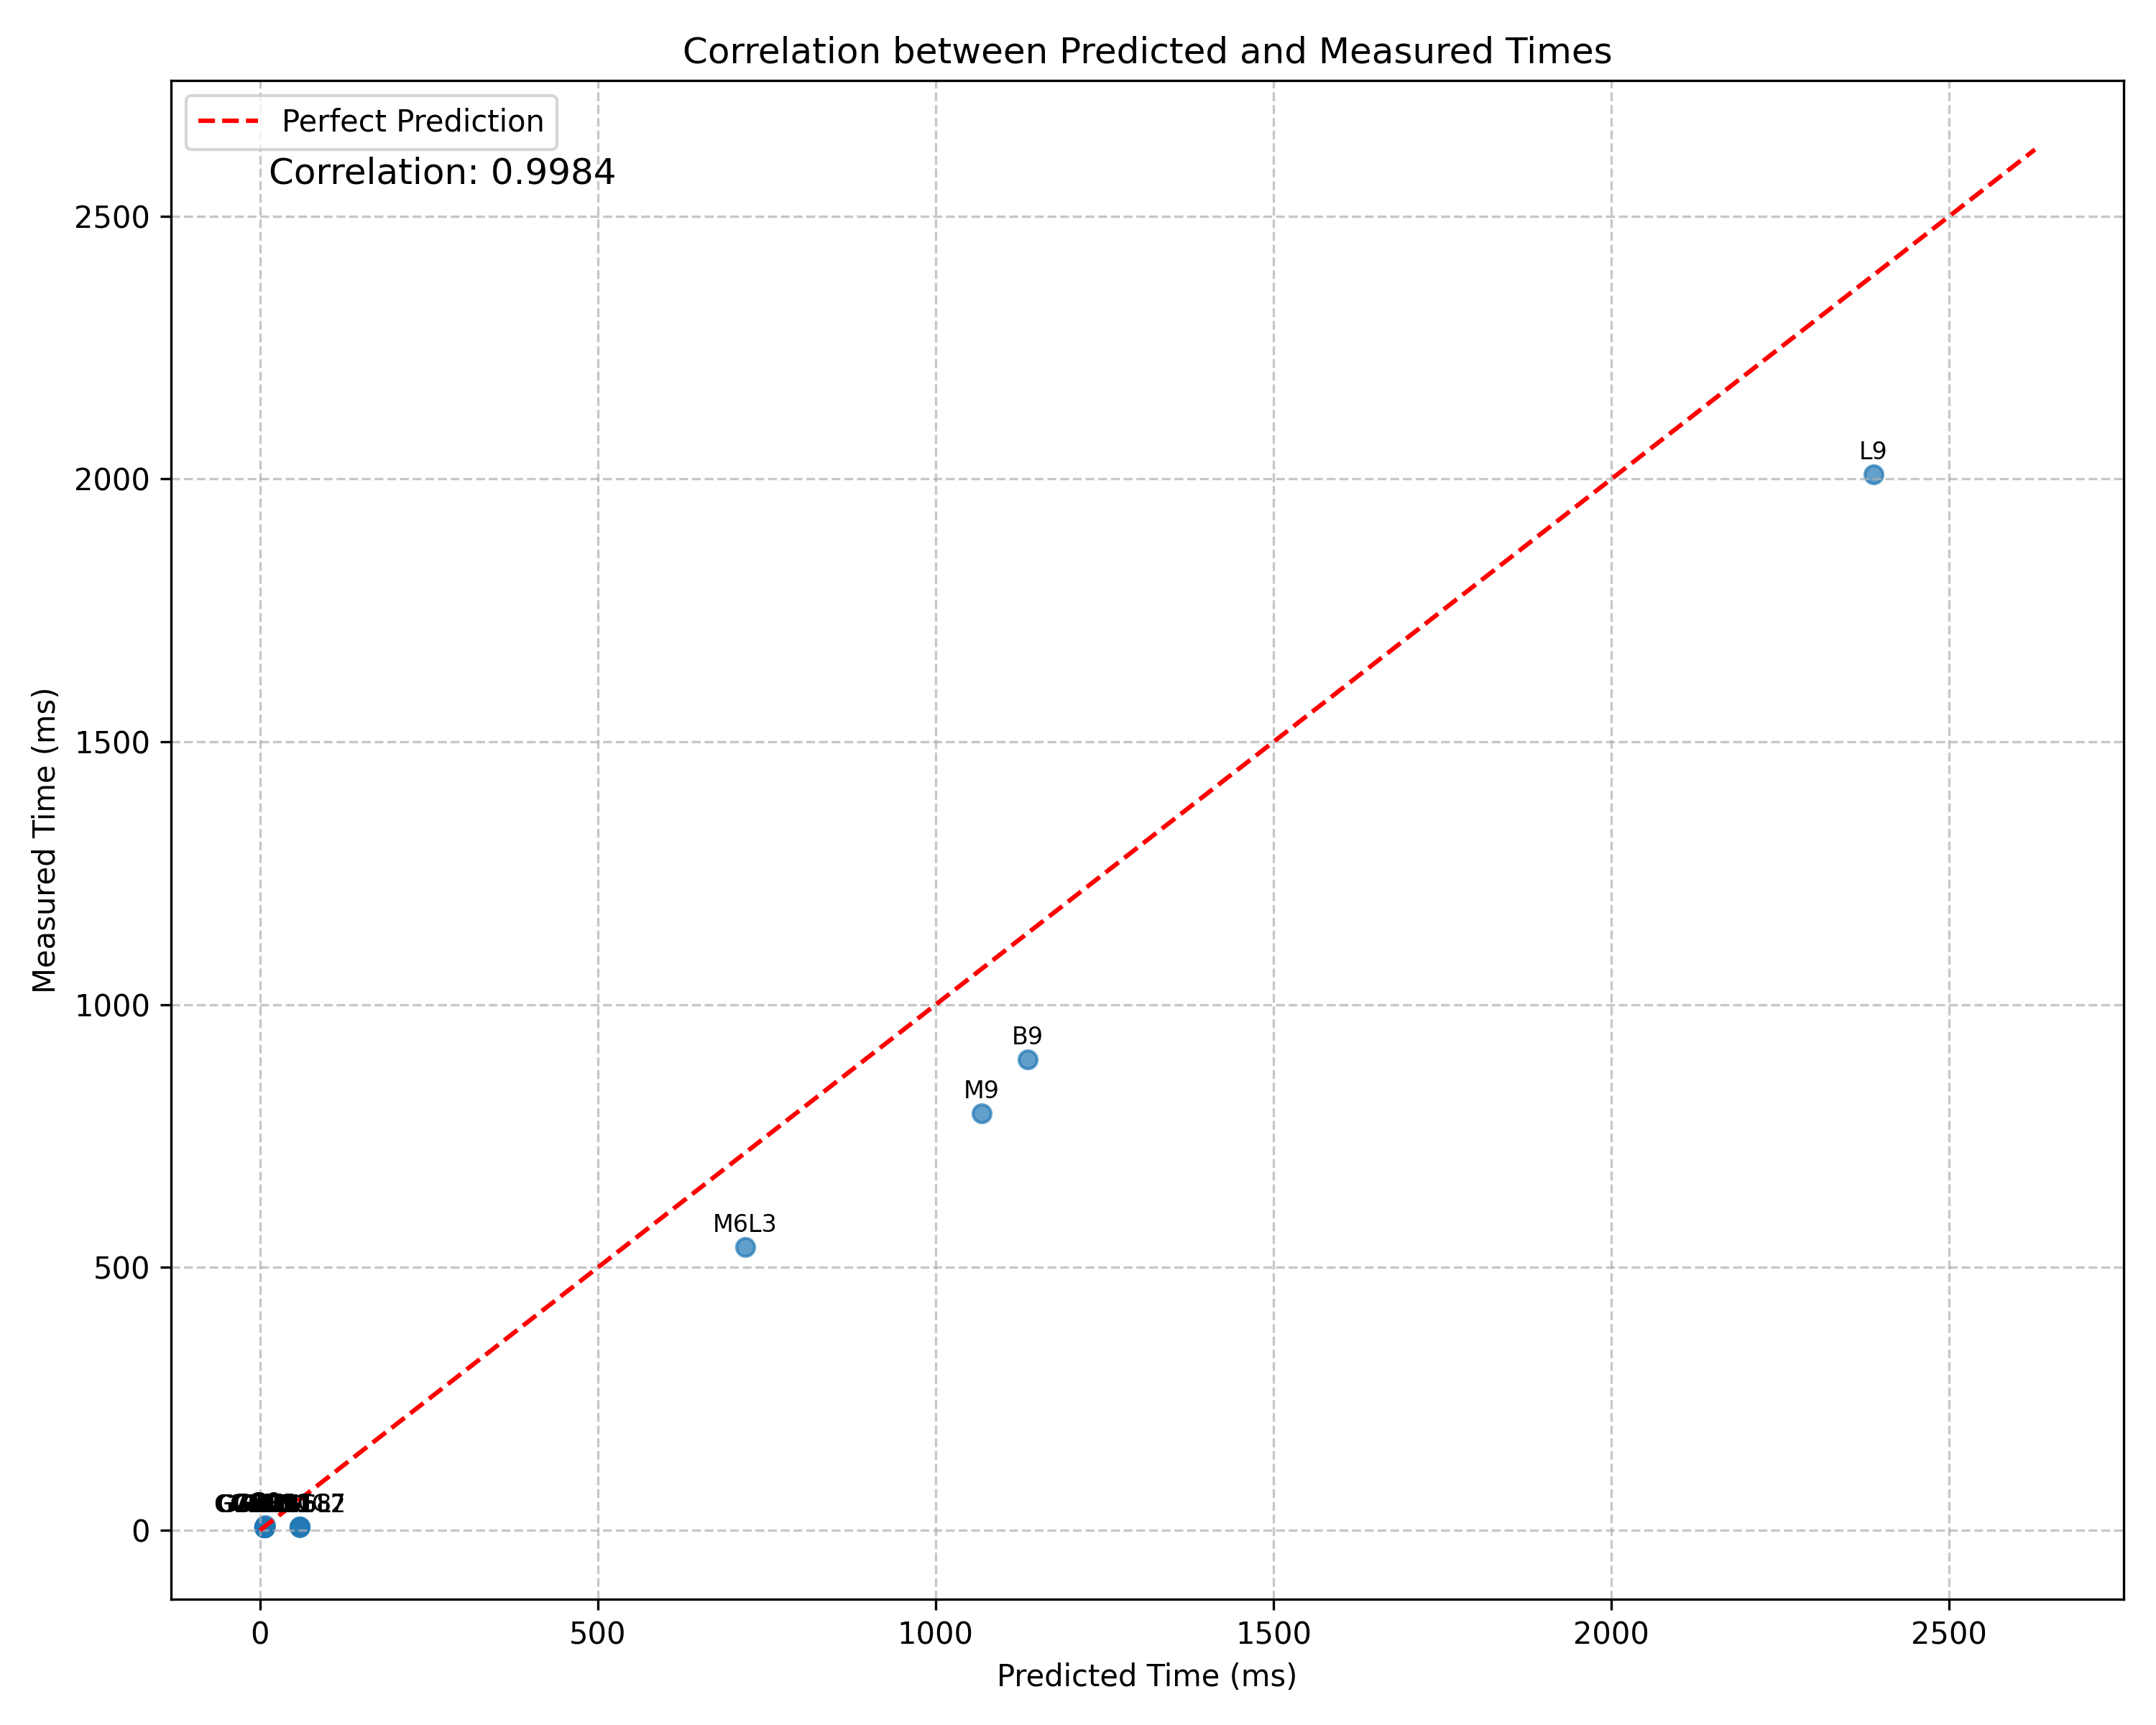 Correlation between Predicted and Measured Times
Perfect Prediction
Correlation: 0.9984
2500
2000
1500
1000
500
0
Measured Time (ms)
L9
B9
M9
M6L3
0
500
1000
1500
2000
2500
Predicted Time (ms)